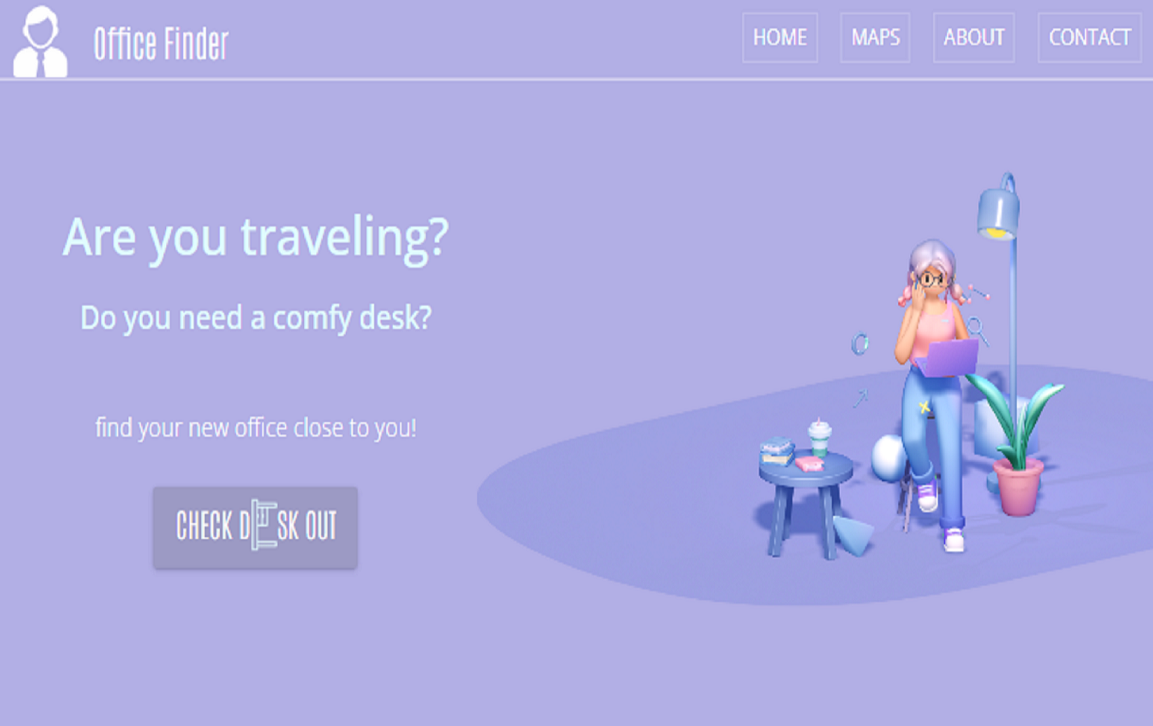 Office Finder
HOME
MAPS
ABOUT
CONTACT
Are you traveling?
Do you need a comfy desk?
find your new office close to you!
CHECK DESK OUT